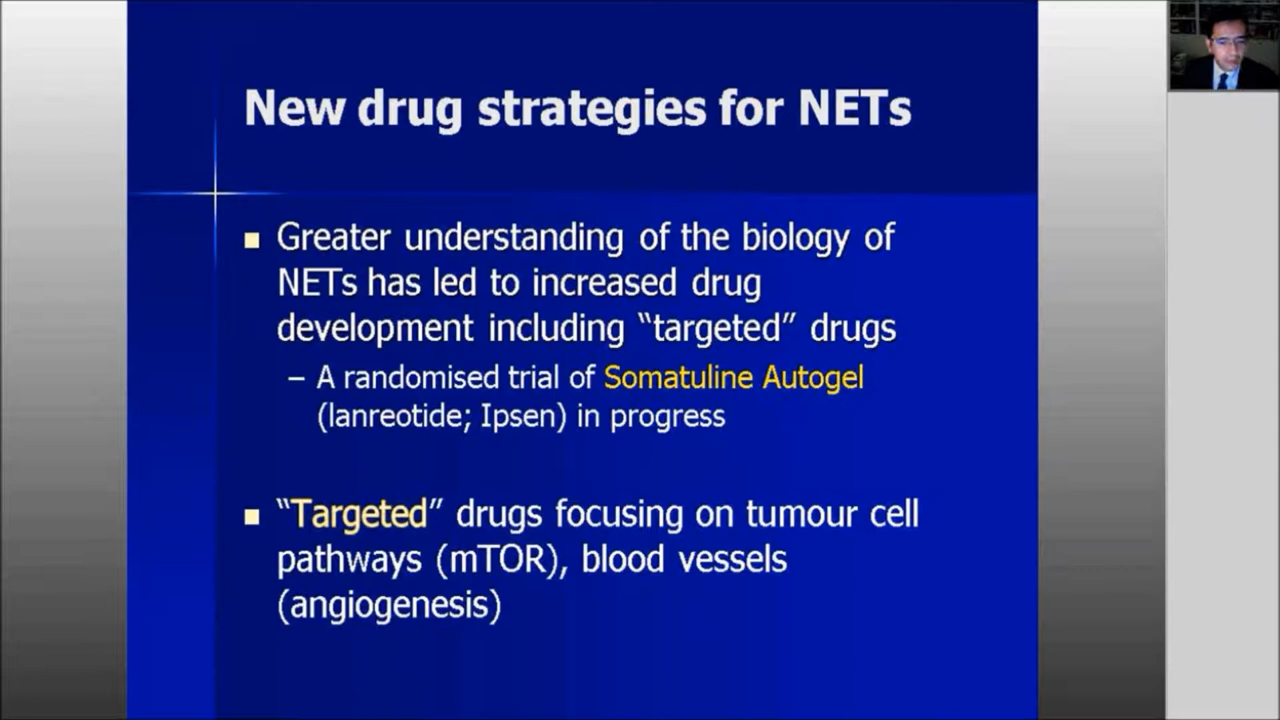 New drug strategies for NETs
Greater understanding of the biology of
NETs has led to increased drug
development including “targeted” drugs
– A randomised trial of Somatuline Autogel
(lanreotide; Ipsen) in progress
“Targeted” drugs focusing on tumour cell
pathways (mTOR), blood vessels
(angiogenesis)